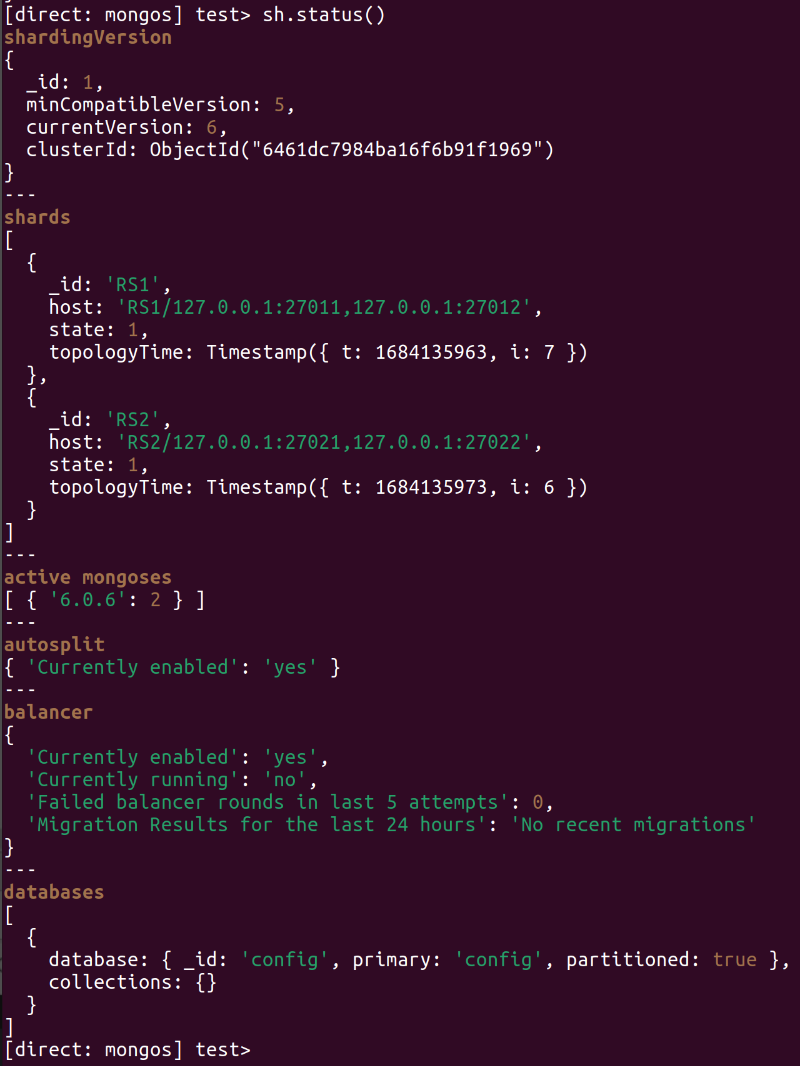 [direct: mongos] test> sh.status()
shardingVersion
{
  _id: 1,
  minCompatibleVersion: 5,
  currentVersion: 6,
  clusterId: ObjectId("6461dc7984ba16f6b91f1969")
}
---
shards
[
  {
    _id: 'RS1',
    host: 'RS1/127.0.0.1:27011,127.0.0.1:27012',
    state: 1,
    topologyTime: Timestamp({ t: 1684135963, i: 7 })
  },
  {
    _id: 'RS2',
    host: 'RS2/127.0.0.1:27021,127.0.0.1:27022',
    state: 1,
    topologyTime: Timestamp({ t: 1684135973, i: 6 })
  }
]
---
active mongoses
[ { '6.0.6': 2 } ]
---
autosplit
{ 'Currently enabled': 'yes' }
---
balancer
{
  'Currently enabled': 'yes',
  'Currently running': 'no',
  'Failed balancer rounds in last 5 attempts': 0,
  'Migration Results for the last 24 hours': 'No recent migrations'
}
---
databases
[
  {
    database: { _id: 'config', primary: 'config', partitioned: true },
    collections: {}
  }
]
[direct: mongos] test>